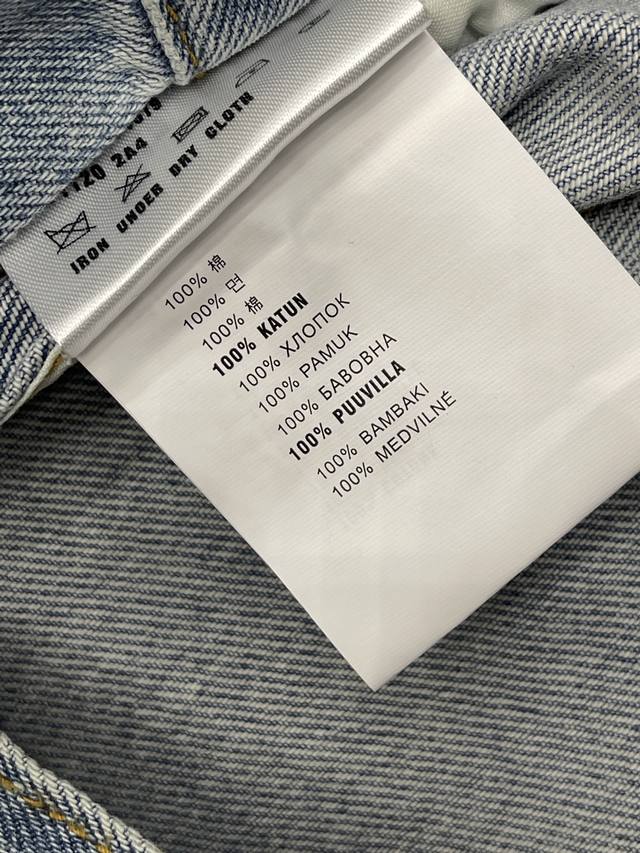 2A4
IRON UNDER DRY CLOTH
100% 棉
100% 면
100% 棉
100% KATUN
100% ХЛОПОК
100% PAMUK
100% БАВОВНА
100% PUUVILLA
100% BAMBAKI
100% MEDVILNĖ